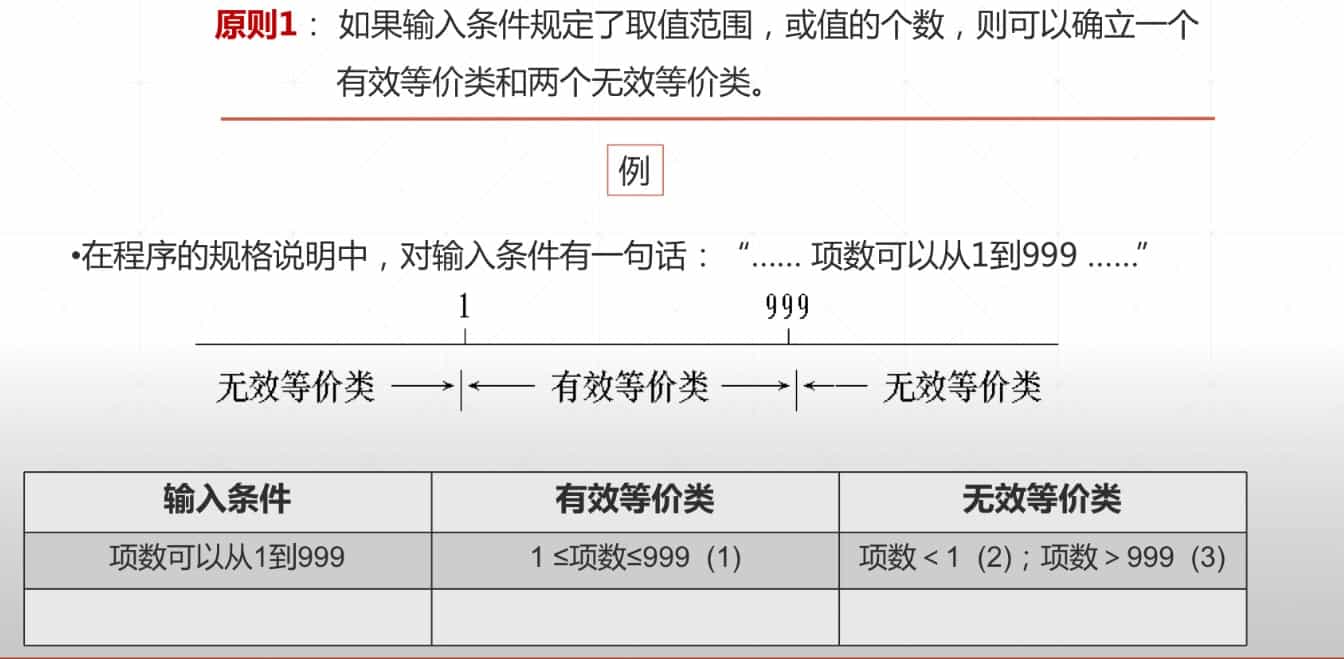 原则1：如果输入条件规定了取值范围，或值的个数，则可以确立一个
有效等价类和两个无效等价类。
例
•在程序的规格说明中，对输入条件有一句话：“…… 项数可以从1到999 ……”
1 999
无效等价类 有效等价类 无效等价类
输入条件 有效等价类 无效等价类
项数可以从1到999 1 ≤项数≤999 (1) 项数＜1 (2)；项数＞999 (3)